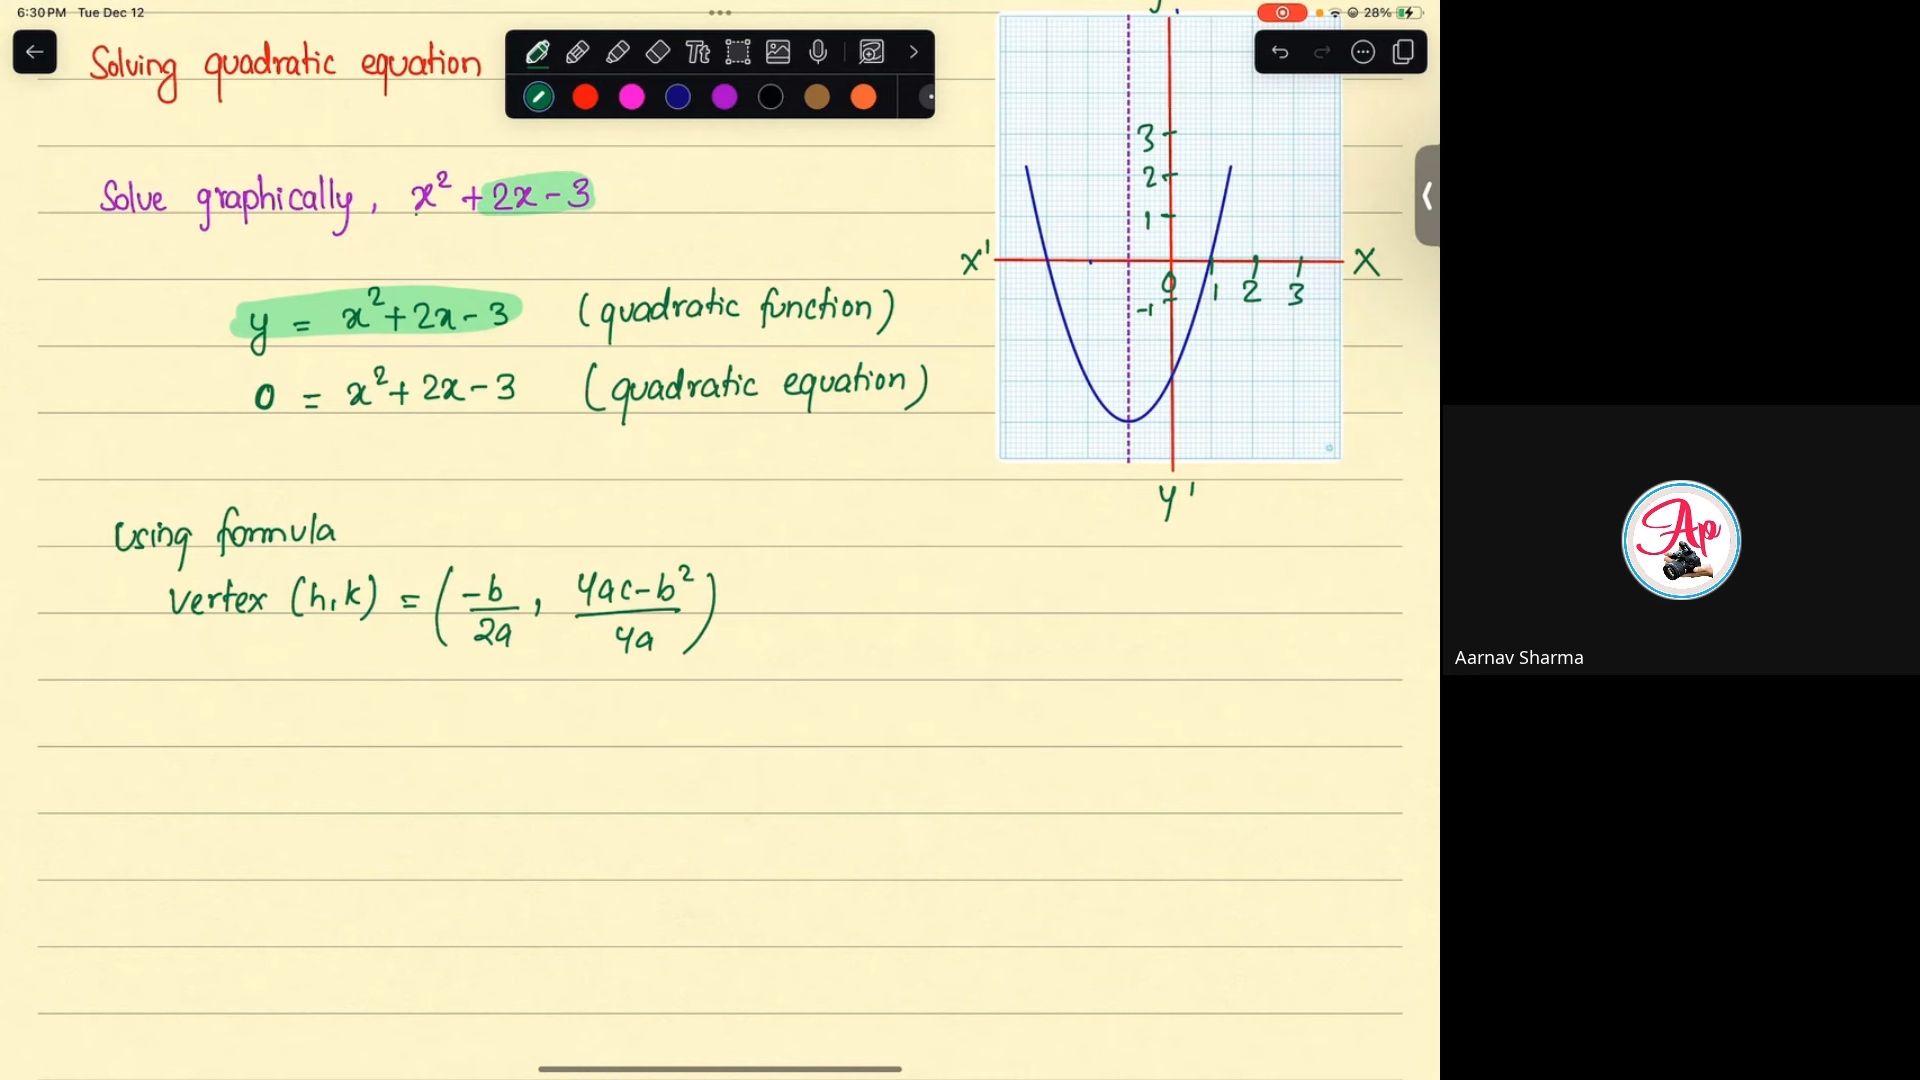 6:30 PM Tue Dec 12
28%
Solving quadratic equation
Tt
Solve graphically, x² + 2x - 3
y = x² + 2x - 3 (quadratic function)
0 = x² + 2x - 3 (quadratic equation)
3
2
1
X' X
0 1 2 3
-1
Y'
Using formula
vertex (h, k) = (-b/2a, 4ac-b²/4a)
Ap
Aarnav Sharma